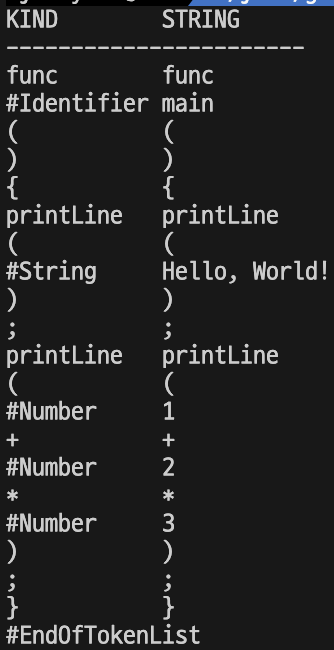 KIND STRING
-----------------------
func func
#Identifier main
( (
) )
{ {
printLine printLine
( (
#String Hello, World!
) )
; ;
printLine printLine
( (
#Number 1
+ +
#Number 2
* *
#Number 3
) )
; ;
} }
#EndOfTokenList